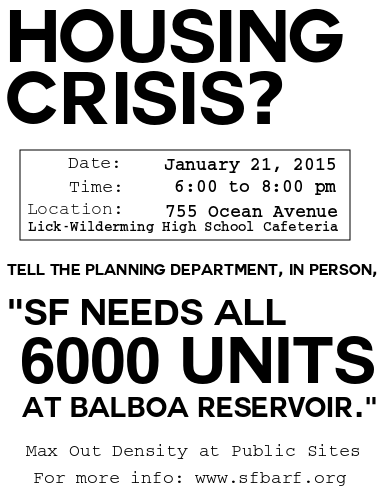 HOUSING
CRISIS?
Date: January 21, 2015
Time: 6:00 to 8:00 pm
Location: 755 Ocean Avenue
Lick-Wilderming High School Cafeteria
TELL THE PLANNING DEPARTMENT, IN PERSON,
"SF NEEDS ALL
6000 UNITS
AT BALBOA RESERVOIR."
Max Out Density at Public Sites
For more info: www.sfbarf.org